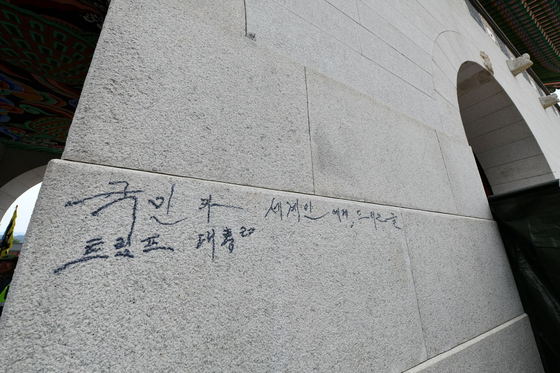 국민과 세계인에게 드리는 글
트럼프 대통령